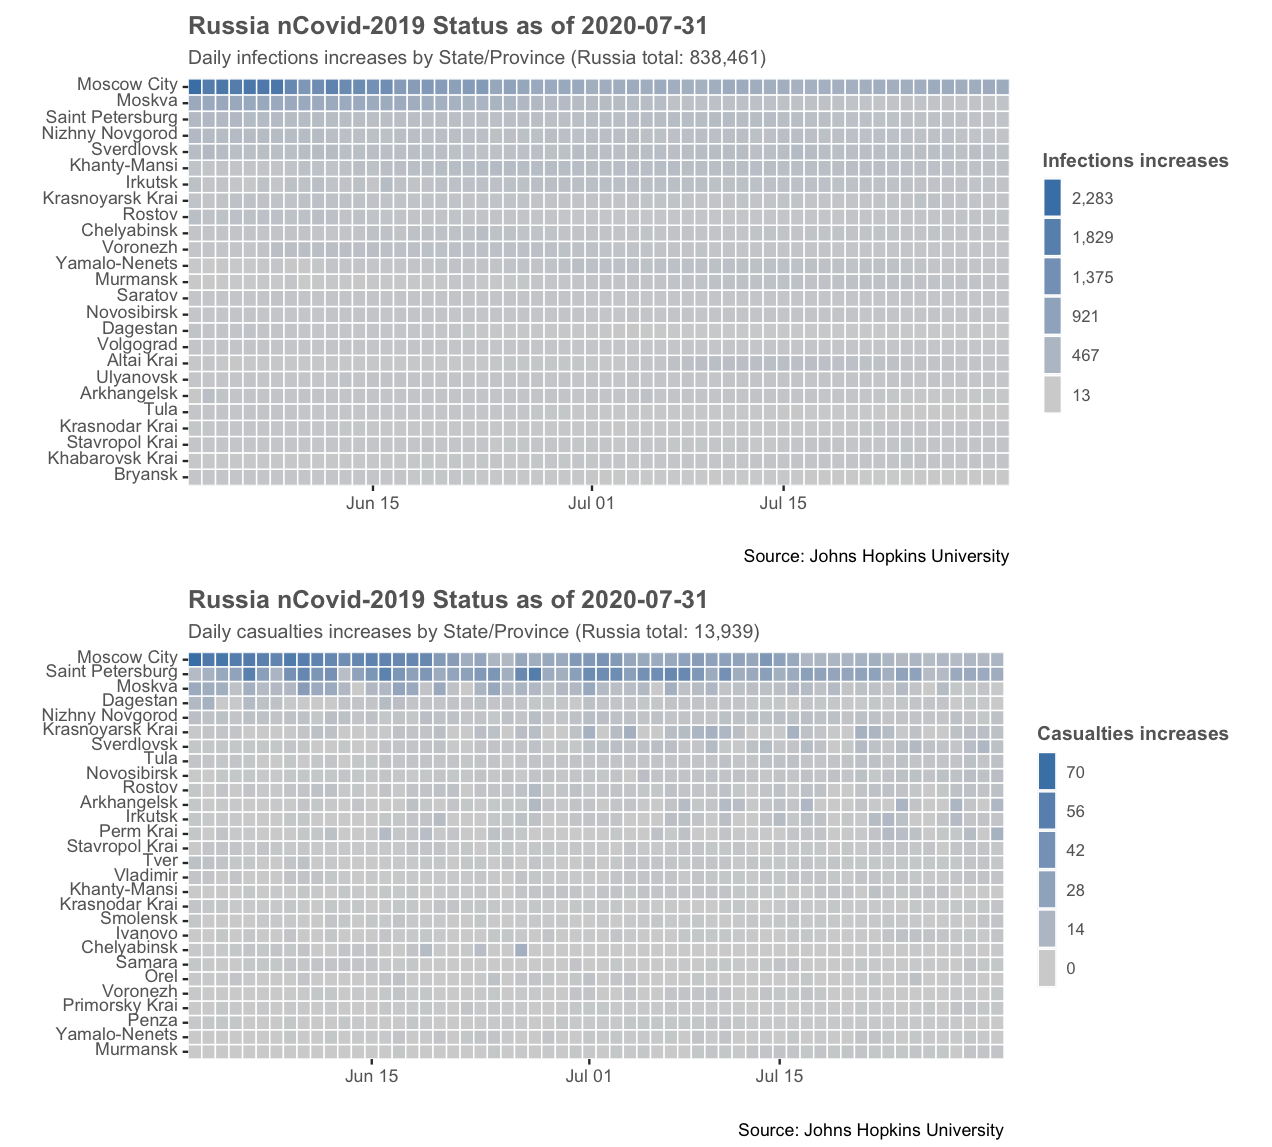 Russia nCovid-2019 Status as of 2020-07-31
Daily infections increases by State/Province (Russia total: 838,461)
Moscow City
Moskva
Saint Petersburg
Nizhny Novgorod
Sverdlovsk
Khanty-Mansi
Irkutsk
Krasnoyarsk Krai
Rostov
Chelyabinsk
Voronezh
Yamalo-Nenets
Murmansk
Saratov
Novosibirsk
Dagestan
Volgograd
Altai Krai
Ulyanovsk
Arkhangelsk
Tula
Krasnodar Krai
Stavropol Krai
Khabarovsk Krai
Bryansk
Jun 15
Jul 01
Jul 15
Infections increases
2,283
1,829
1,375
921
467
13
Source: Johns Hopkins University
Russia nCovid-2019 Status as of 2020-07-31
Daily casualties increases by State/Province (Russia total: 13,939)
Moscow City
Saint Petersburg
Moskva
Dagestan
Nizhny Novgorod
Krasnoyarsk Krai
Sverdlovsk
Tula
Novosibirsk
Rostov
Arkhangelsk
Irkutsk
Perm Krai
Stavropol Krai
Tver
Vladimir
Khanty-Mansi
Krasnodar Krai
Smolensk
Ivanovo
Chelyabinsk
Samara
Orel
Voronezh
Primorsky Krai
Penza
Yamalo-Nenets
Murmansk
Jun 15
Jul 01
Jul 15
Casualties increases
70
56
42
28
14
0
Source: Johns Hopkins University